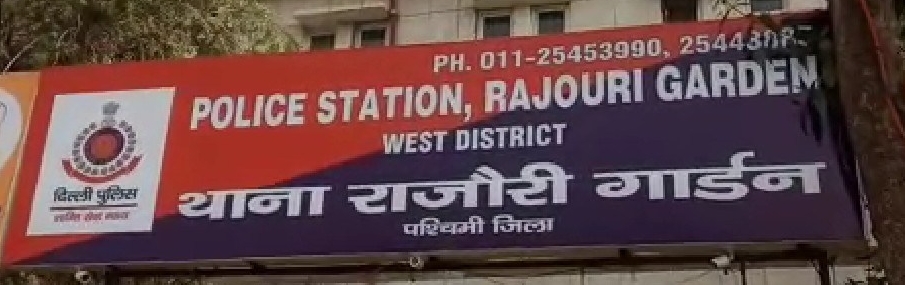 PH. 011-25453990,
POLICE STATION, RAJOURI GARDEN
WEST DISTRICT
थाना राजौरी गार्डन
पश्चिमी जिला
दिल्ली पुलिस